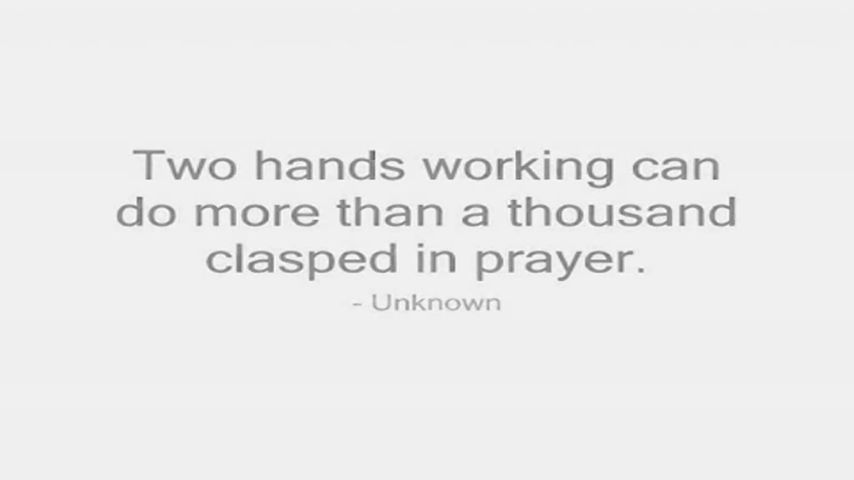 Two hands working can
do more than a thousand
clasped in prayer.
- Unknown